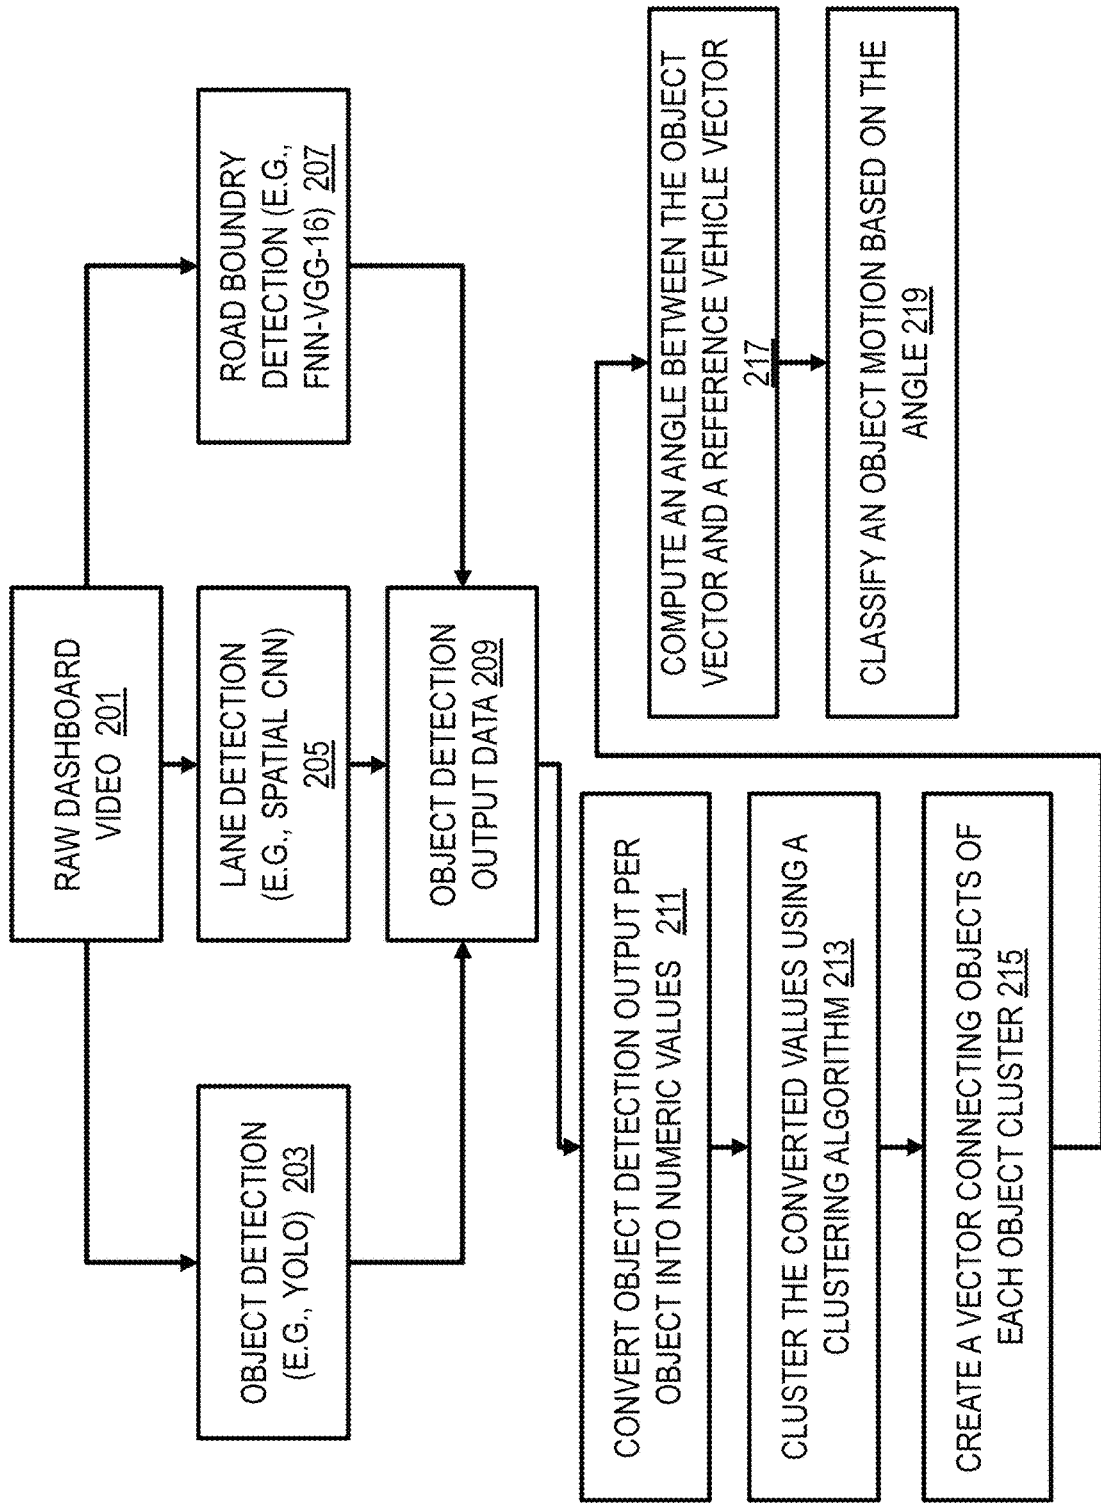 RAW DASHBOARD
VIDEO 201
OBJECT DETECTION
(E.G., YOLO) 203
LANE DETECTION
(E.G., SPATIAL CNN)
205
ROAD BOUNDRY
DETECTION (E.G.,
FNN-VGG-16) 207
OBJECT DETECTION
OUTPUT DATA 209
CONVERT OBJECT DETECTION OUTPUT PER
OBJECT INTO NUMERIC VALUES 211
CLUSTER THE CONVERTED VALUES USING A
CLUSTERING ALGORITHM 213
CREATE A VECTOR CONNECTING OBJECTS OF
EACH OBJECT CLUSTER 215
COMPUTE AN ANGLE BETWEEN THE OBJECT
VECTOR AND A REFERENCE VEHICLE VECTOR
217
CLASSIFY AN OBJECT MOTION BASED ON THE
ANGLE 219